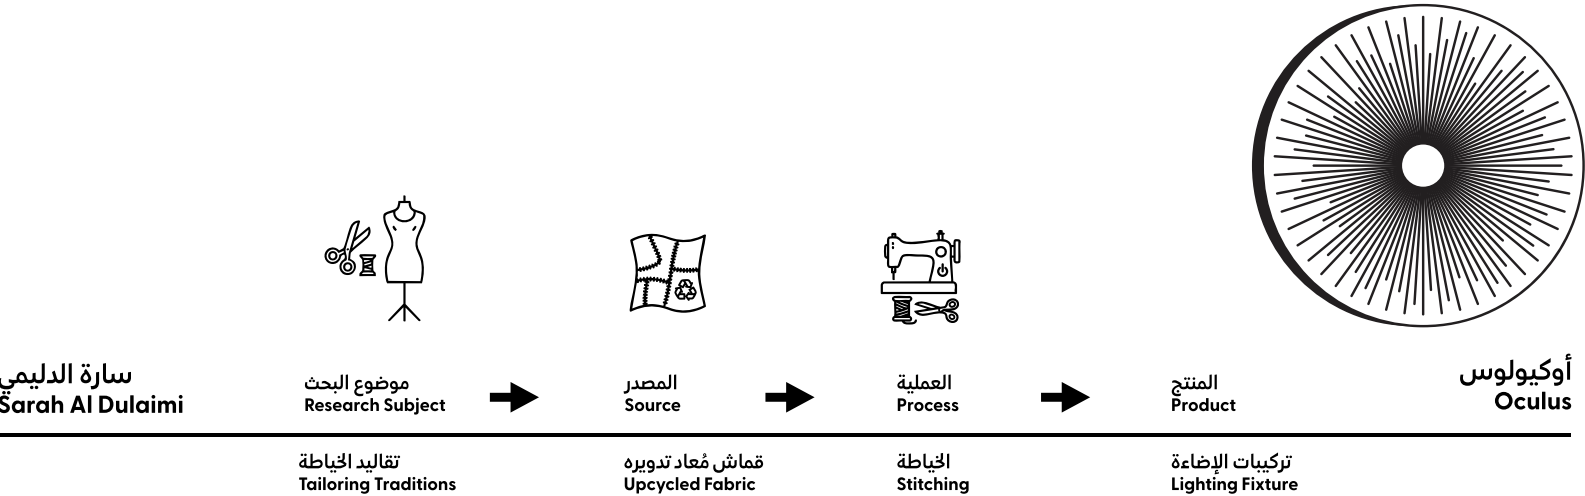 سارة الدليمي
Sarah Al Dulaimi
موضوع البحث
Research Subject
المصدر
Source
العملية
Process
المنتج
Product
أوكيولوس
Oculus
تقاليد الخياطة
Tailoring Traditions
قماش مُعاد تدويره
Upcycled Fabric
الخياطة
Stitching
تركيبات الإضاءة
Lighting Fixture